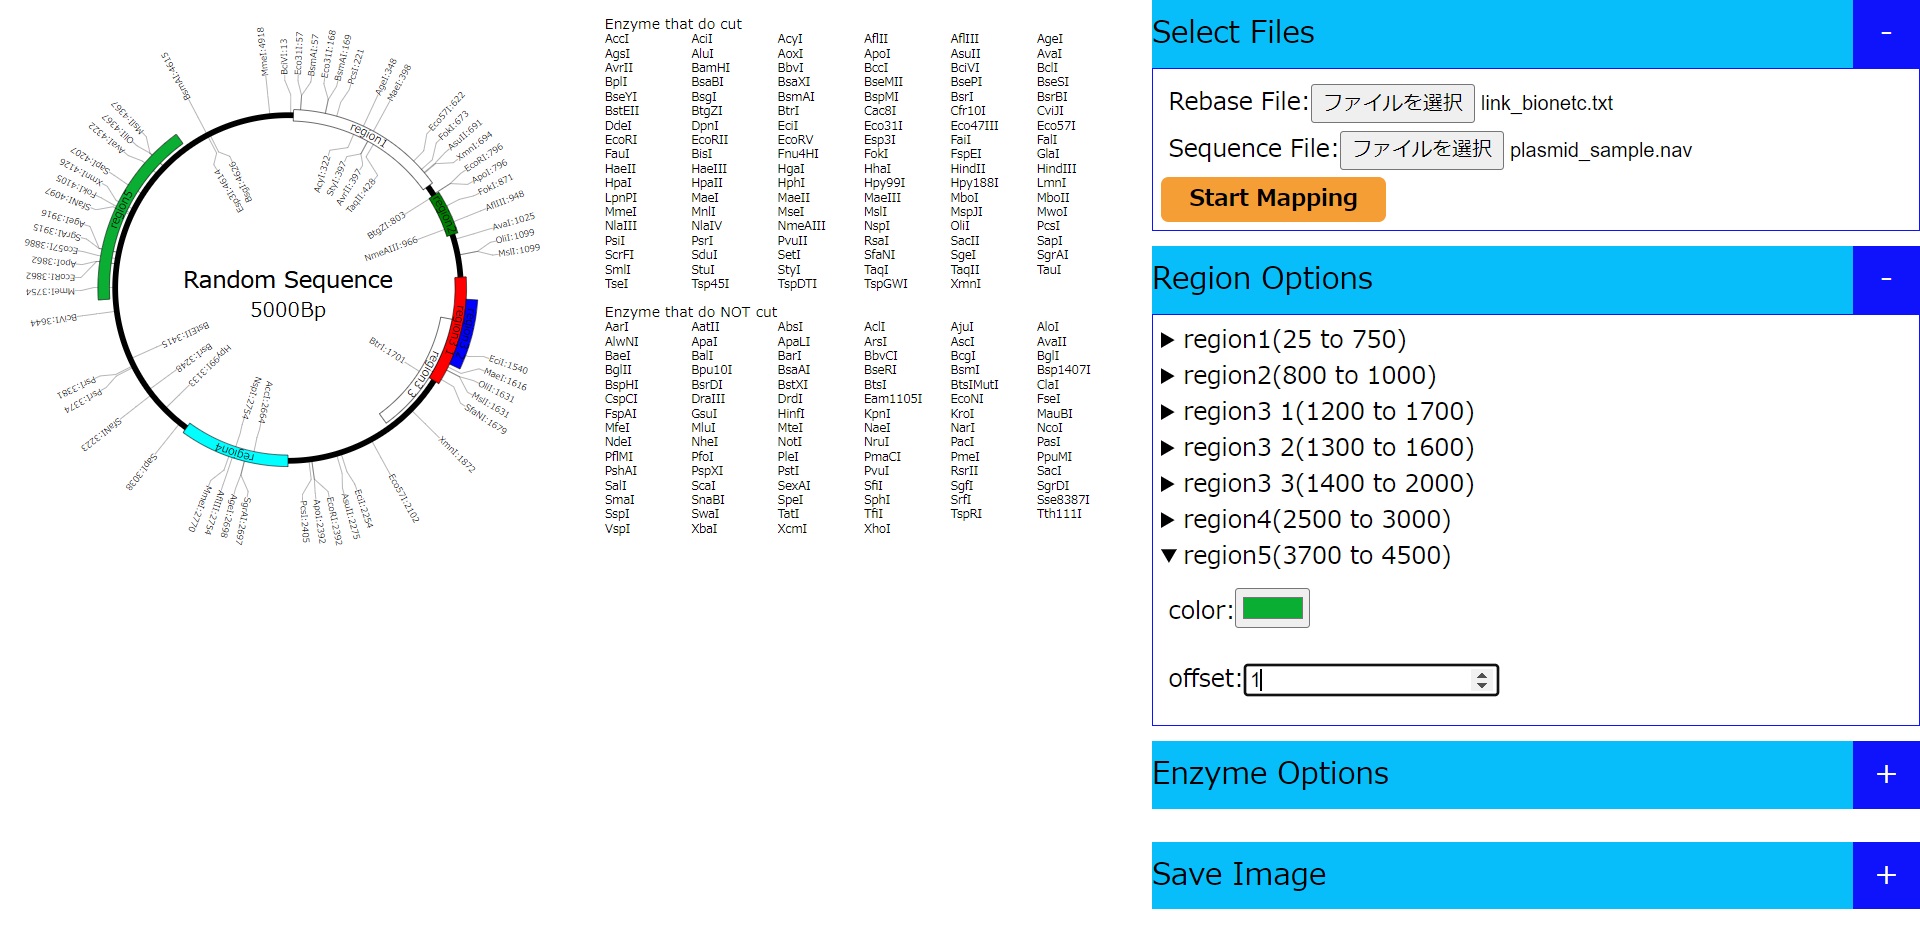 Random Sequence
5000Bp
region1
region2
region3 3
region4
region5
MmeI:4918
BciVI:13
Eco31I:57
BsmAI:57
Eco31I:168
BsmAI:169
PcsI:221
AgeI:348
MaeI:398
Eco57I:622
FokI:673
AsuII:691
XmnI:694
EcoRI:796
ApoI:796
FokI:871
AflIII:948
AvaI:1025
OliI:1099
MslI:1099
AcyI:322
StyI:397
AvrII:397
TaqII:428
BtgZI:803
NmeAIII:966
BtrI:1701
EciI:1540
MaeI:1616
OliI:1631
MslI:1631
SfaNI:1679
XmnI:1872
Eco57I:2102
EciI:2254
AsuII:2275
EcoRI:2392
ApoI:2392
PcsI:2405
SgrAI:2697
AgeI:2698
AflIII:2754
MmeI:2770
AccI:2664
NspI:2754
SapI:3038
SfaNI:3223
Hpy99I:3133
BsrI:3248
BstEII:3415
PsrI:3374
PsrI:3381
BciVI:3644
MmeI:3754
EcoRI:3862
ApoI:3862
Eco57I:3886
SgrAI:3915
AgeI:3916
SfaNI:4097
FokI:4105
XmnI:4126
SapI:4207
AvaI:4322
OliI:4367
MslI:4367
BsmAI:4615
Esp3I:4614
BsgI:4626
Enzyme that do cut
AccI AciI AcyI AflII AflIII AgeI
AgsI AluI AoxI ApoI AsuII AvaI
AvrII BamHI BbvI BccI BciVI BclI
BplI BsaBI BsaXI BseMII BsePI BseSI
BseYI BsgI BsmAI BspMI BsrI BsrBI
BstEII BtgZI BtrI Cac8I Cfr10I CviJI
DdeI DpnI EciI Eco31I Eco47III Eco57I
EcoRI EcoRII EcoRV Esp3I FaiI FalI
FauI BisI Fnu4HI FokI FspEI GlaI
HaeII HaeIII HgaI HhaI HindII HindIII
HpaI HpaII HphI Hpy99I Hpy188I LmnI
LpnPI MaeI MaeII MaeIII MboI MboII
MmeI MnlI MseI MslI MspJI MwoI
NlaIII NlaIV NmeAIII NspI OliI PcsI
PsiI PsrI PvuII RsaI SacII SapI
ScrFI SduI SetI SfaNI SgeI SgrAI
SmlI StuI StyI TaqI TaqII TauI
TseI Tsp45I TspDTI TspGWI XmnI
Enzyme that do NOT cut
AarI AatII AbsI AclI AjuI AloI
AlwNI ApaI ApaLI ArsI AscI AvaII
BaeI BalI BarI BbvCI BcgI BglI
BglII Bpu10I BsaAI BseRI BsmI Bsp1407I
BspHI BsrDI BstXI BtsI BtsIMutI ClaI
CspCI DraIII DrdI Eam1105I EcoNI FseI
FspAI GsuI HinfI KpnI KroI MauBI
MfeI MluI MteI NaeI NarI NcoI
NdeI NheI NotI NruI PacI PasI
PflMI PfoI PleI PmaCI PmeI PpuMI
PshAI PspXI PstI PvuI RsrII SacI
SalI ScaI SexAI SfiI SgfI SgrDI
SmaI SnaBI SpeI SphI SrfI Sse8387I
SspI SwaI TatI TfiI TspRI Tth111I
VspI XbaI XcmI XhoI
Select Files -
Rebase File: ファイルを選択 link_bionetc.txt
Sequence File: ファイルを選択 plasmid_sample.nav
Start Mapping
Region Options -
region1(25 to 750)
region2(800 to 1000)
region3 1(1200 to 1700)
region3 2(1300 to 1600)
region3 3(1400 to 2000)
region4(2500 to 3000)
region5(3700 to 4500)
color:
offset: 1
Enzyme Options +
Save Image +